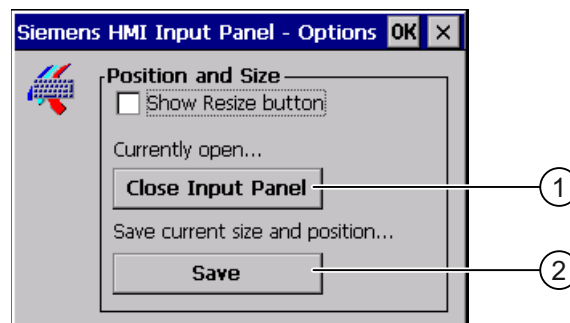 Siemens HMI Input Panel - Options OK ×
Position and Size
Show Resize button
Currently open...
Close Input Panel
1
Save current size and position...
Save
2